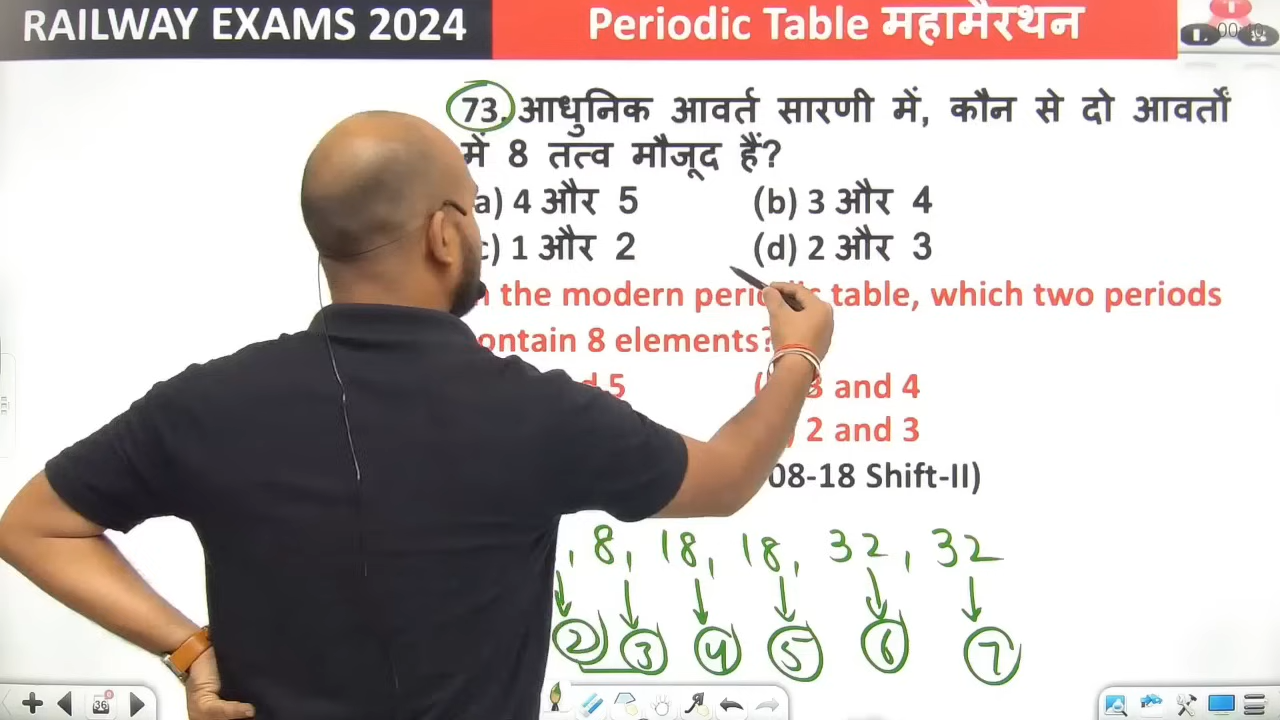 RAILWAY EXAMS 2024
Periodic Table महामैरथन
73. आधुनिक आवर्त सारणी में, कौन से दो आवर्तों
में 8 तत्व मौजूद हैं?
a) 4 और 5 (b) 3 और 4
c) 1 और 2 (d) 2 और 3
the modern table, which two periods
contain 8 elements?
5 3 and 4
2 and 3
08-18 Shift-II)
, 8, 18, 18, 32, 32
2 3 4 5 6 7
36